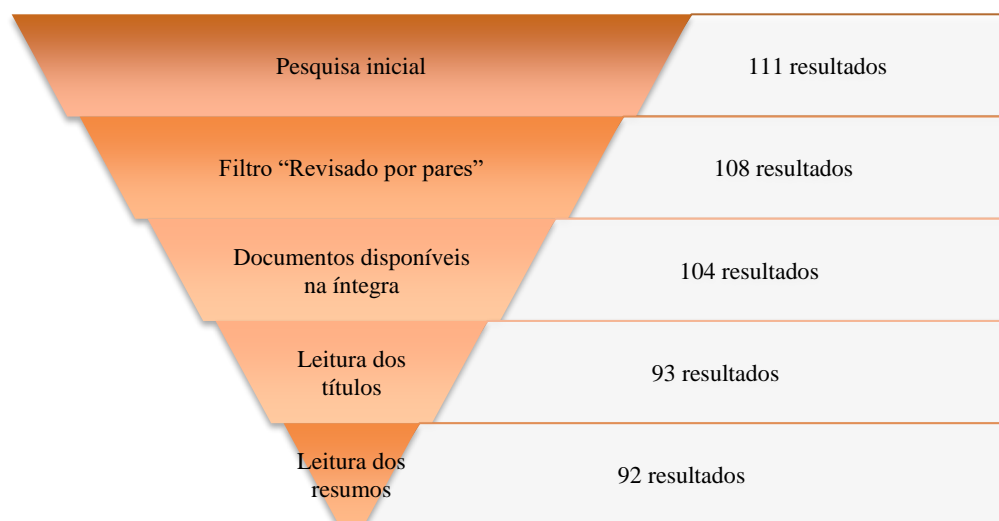 Pesquisa inicial
111 resultados
Filtro “Revisado por pares”
108 resultados
Documentos disponíveis
na íntegra
104 resultados
Leitura dos
títulos
93 resultados
Leitura dos
resumos
92 resultados